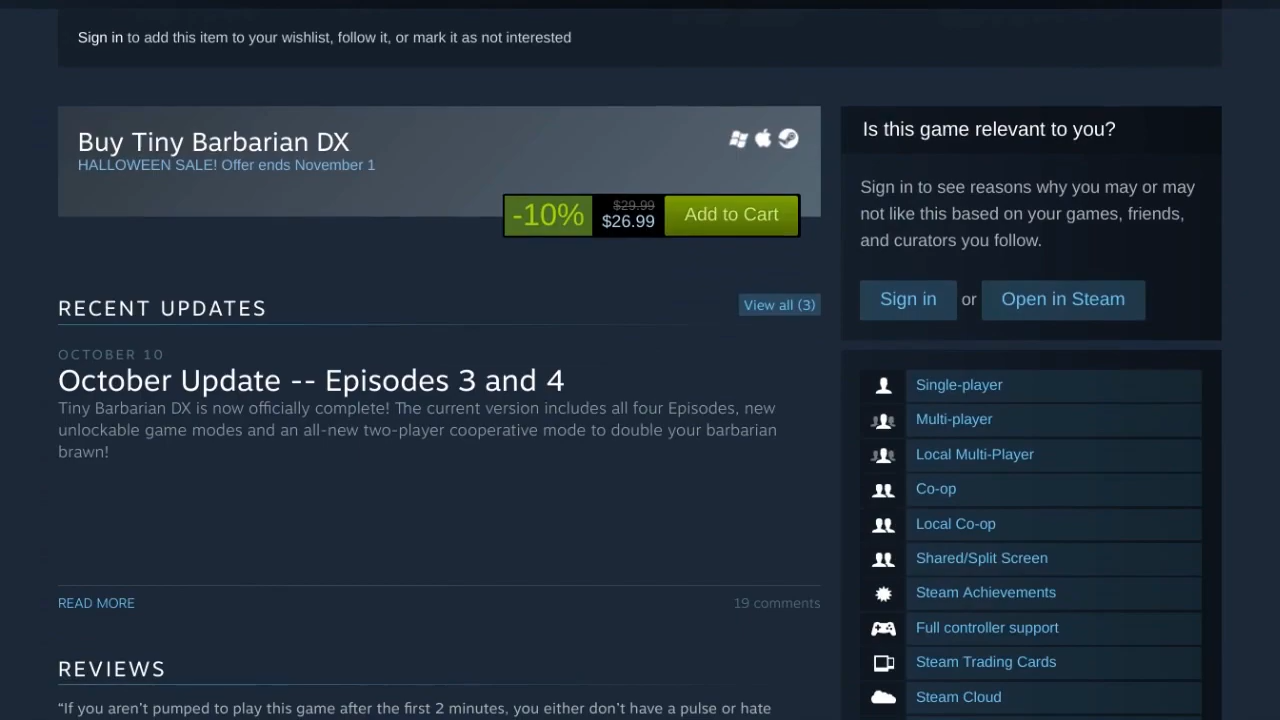 Sign in to add this item to your wishlist, follow it, or mark it as not interested
Buy Tiny Barbarian DX
HALLOWEEN SALE! Offer ends November 1
-10%
$29.99
$26.99
Add to Cart
RECENT UPDATES
View all (3)
OCTOBER 10
October Update -- Episodes 3 and 4
Tiny Barbarian DX is now officially complete! The current version includes all four Episodes, new
unlockable game modes and an all-new two-player cooperative mode to double your barbarian
brawn!
READ MORE
19 comments
REVIEWS
“If you aren’t pumped to play this game after the first 2 minutes, you either don’t have a pulse or hate
Is this game relevant to you?
Sign in to see reasons why you may or may
not like this based on your games, friends,
and curators you follow.
Sign in or Open in Steam
Single-player
Multi-player
Local Multi-Player
Co-op
Local Co-op
Shared/Split Screen
Steam Achievements
Full controller support
Steam Trading Cards
Steam Cloud